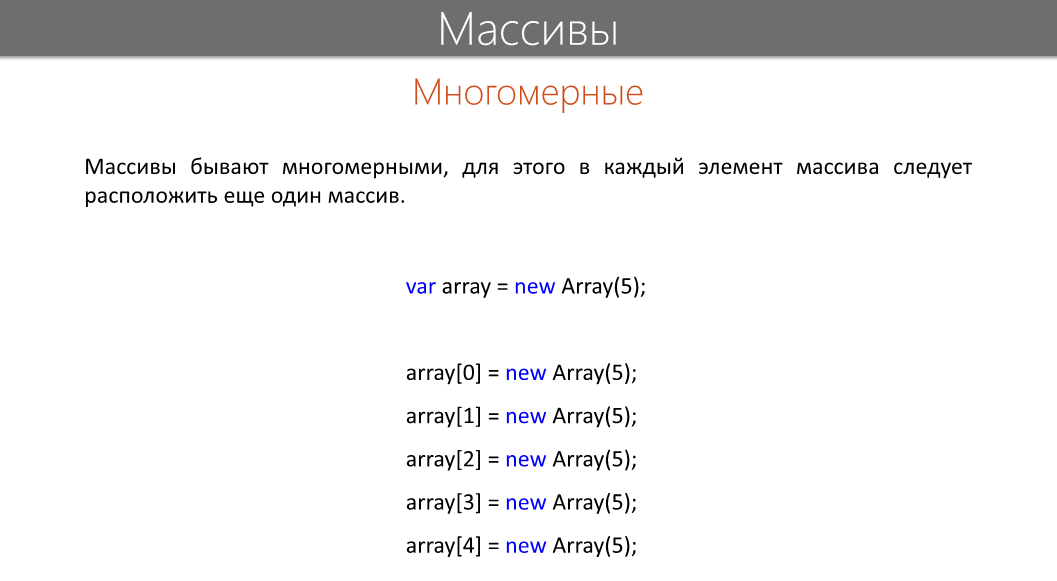 Массивы
Многомерные
Массивы бывают многомерными, для этого в каждый элемент массива следует
расположить еще один массив.
var array = new Array(5);
array[0] = new Array(5);
array[1] = new Array(5);
array[2] = new Array(5);
array[3] = new Array(5);
array[4] = new Array(5);